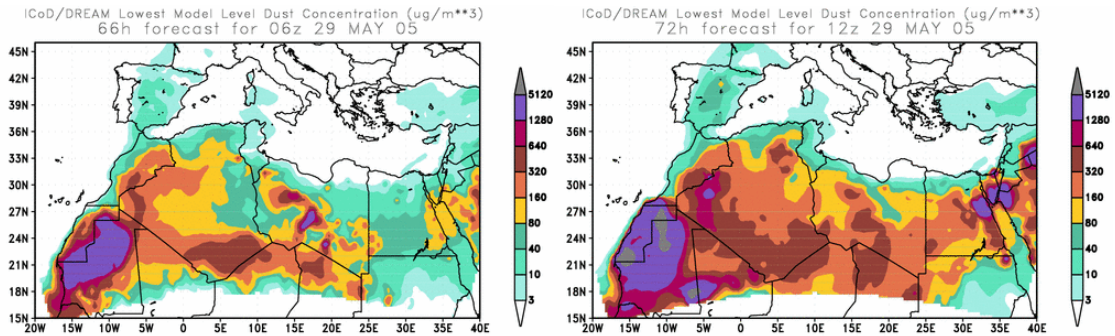 ICoD/DREAM Lowest Model Level Dust Concentration (ug/m**3)
66h forecast for 06z 29 MAY 05
45N
42N
39N
36N
33N
30N
27N
24N
21N
18N
15N
20W 15W 10W 5W 0 5E 10E 15E 20E 25E 30E 35E 40E
5120
1280
640
320
160
80
40
10
3
ICoD/DREAM Lowest Model Level Dust Concentration (ug/m**3)
72h forecast for 12z 29 MAY 05
45N
42N
39N
36N
33N
30N
27N
24N
21N
18N
15N
20W 15W 10W 5W 0 5E 10E 15E 20E 25E 30E 35E 40E
5120
1280
640
320
160
80
40
10
3